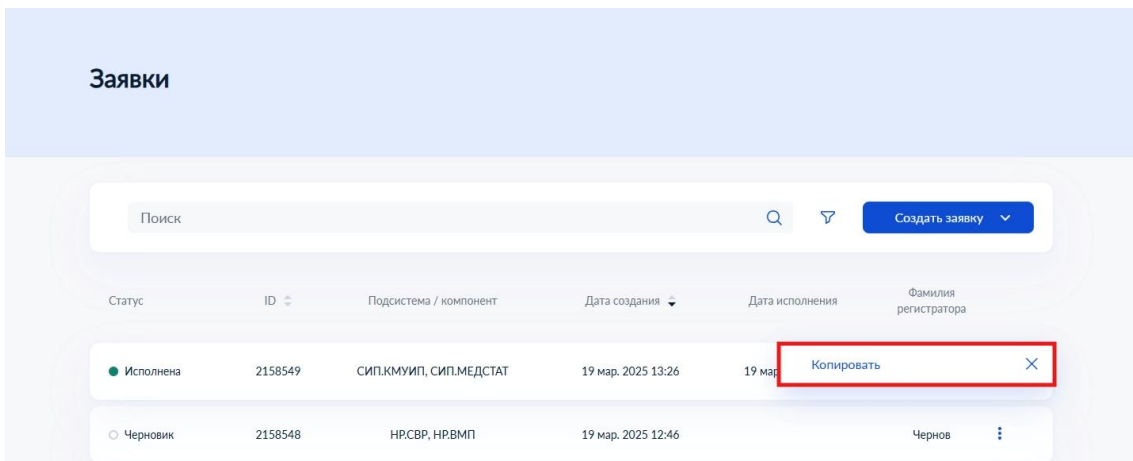 Заявки
Поиск
Создать заявку
Статус ID Подсистема / компонент Дата создания Дата исполнения Фамилия
регистратора
Исполнена 2158549 СИП.КМУИП, СИП.МЕДСТАТ 19 мар. 2025 13:26 19 мар Копировать
Черновик 2158548 НР.СВР, НР.ВМП 19 мар. 2025 12:46 Чернов